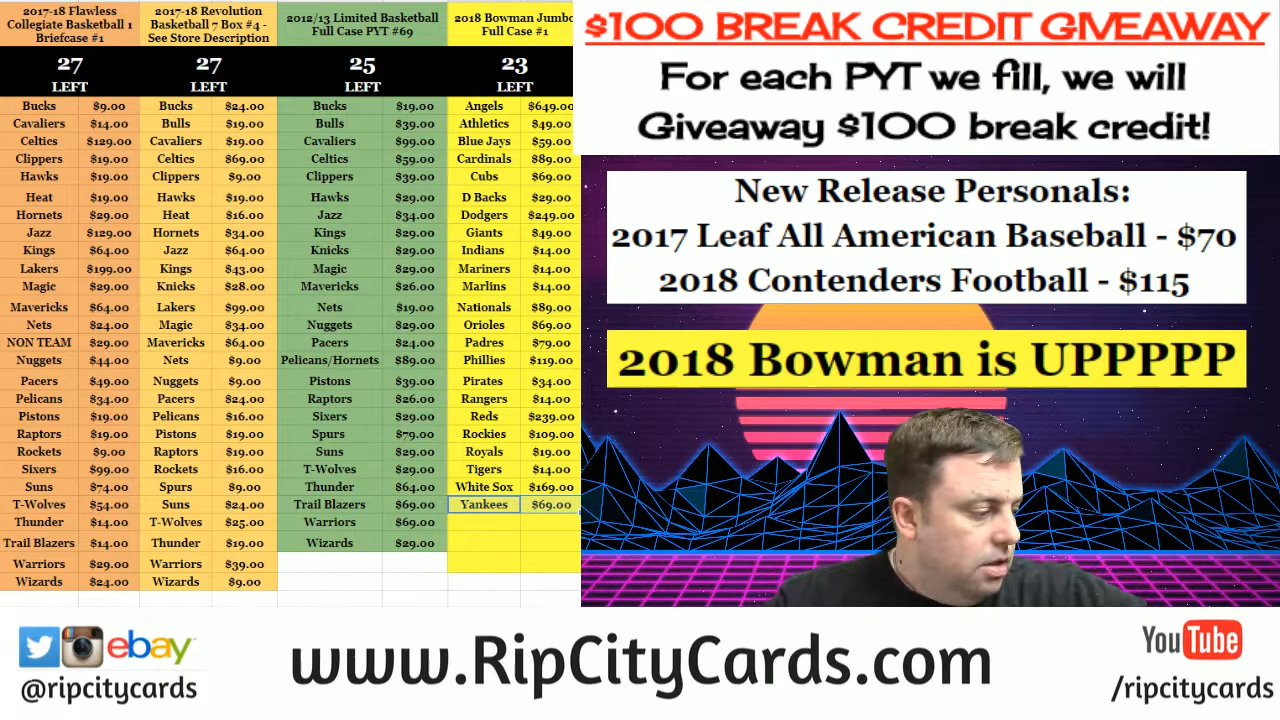 2017-18 Flawless
Collegiate Basketball 1
Briefcase #1
27
LEFT
Bucks $9.00
Cavaliers $14.00
Celtics $129.00
Clippers $19.00
Hawks $19.00
Heat $19.00
Hornets $29.00
Jazz $129.00
Kings $64.00
Lakers $199.00
Magic $29.00
Mavericks $64.00
Nets $24.00
NON TEAM $29.00
Nuggets $44.00
Pacers $49.00
Pelicans $34.00
Pistons $19.00
Raptors $19.00
Rockets $9.00
Sixers $99.00
Suns $74.00
T-Wolves $54.00
Thunder $14.00
Trail Blazers $14.00
Warriors $29.00
Wizards $24.00
2017-18 Revolution
Basketball 7 Box #4 -
See Store Description
27
LEFT
Bucks $24.00
Bulls $19.00
Cavaliers $19.00
Celtics $69.00
Clippers $9.00
Hawks $19.00
Heat $16.00
Hornets $34.00
Jazz $64.00
Kings $43.00
Knicks $28.00
Lakers $99.00
Magic $34.00
Mavericks $64.00
Nets $9.00
Nuggets $9.00
Pacers $24.00
Pelicans $16.00
Pistons $19.00
Raptors $19.00
Rockets $16.00
Spurs $9.00
Suns $24.00
T-Wolves $25.00
Thunder $19.00
Warriors $39.00
Wizards $9.00
2012/13 Limited Basketball
Full Case PYT #69
25
LEFT
Bucks $19.00
Bulls $39.00
Cavaliers $99.00
Celtics $59.00
Clippers $39.00
Hawks $29.00
Jazz $34.00
Kings $29.00
Knicks $29.00
Magic $29.00
Mavericks $26.00
Nets $19.00
Nuggets $29.00
Pacers $24.00
Pelicans/Hornets $89.00
Pistons $39.00
Raptors $26.00
Sixers $29.00
Spurs $79.00
Suns $29.00
T-Wolves $29.00
Thunder $64.00
Trail Blazers $69.00
Warriors $69.00
Wizards $29.00
2018 Bowman Jumbo
Full Case #1
23
LEFT
Angels $649.00
Athletics $49.00
Blue Jays $59.00
Cardinals $89.00
Cubs $69.00
D Backs $29.00
Dodgers $249.00
Giants $49.00
Indians $14.00
Mariners $14.00
Marlins $14.00
Nationals $89.00
Orioles $69.00
Padres $79.00
Phillies $119.00
Pirates $34.00
Rangers $14.00
Reds $239.00
Rockies $109.00
Royals $19.00
Tigers $14.00
White Sox $169.00
Yankees $69.00
$100 BREAK CREDIT GIVEAWAY
For each PYT we fill, we will
Giveaway $100 break credit!
New Release Personals:
2017 Leaf All American Baseball - $70
2018 Contenders Football - $115
2018 Bowman is UPPPPP
ebay
@ripcitycards
www.RipCityCards.com
YouTube
/ripcitycards